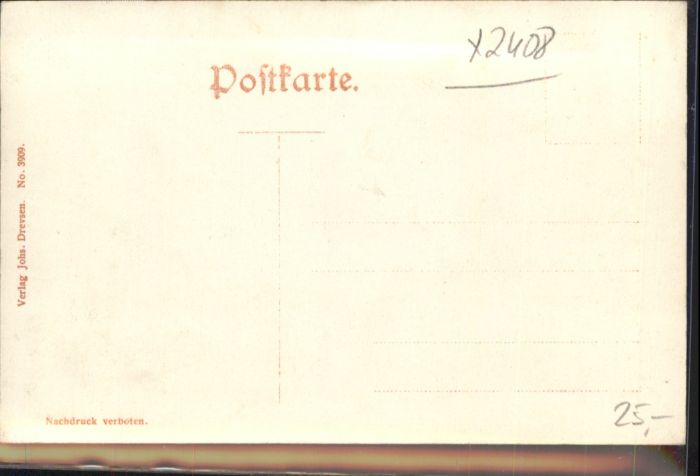 x2408
Postkarte.
Verlag Johs. Drevsen. No. 3909.
Nachdruck verboten.
25,-